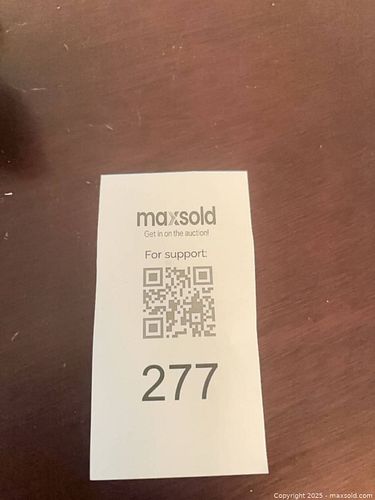 maxsold
Get in on the auction!
For support:
277
Copyright 2025 - maxsold.com